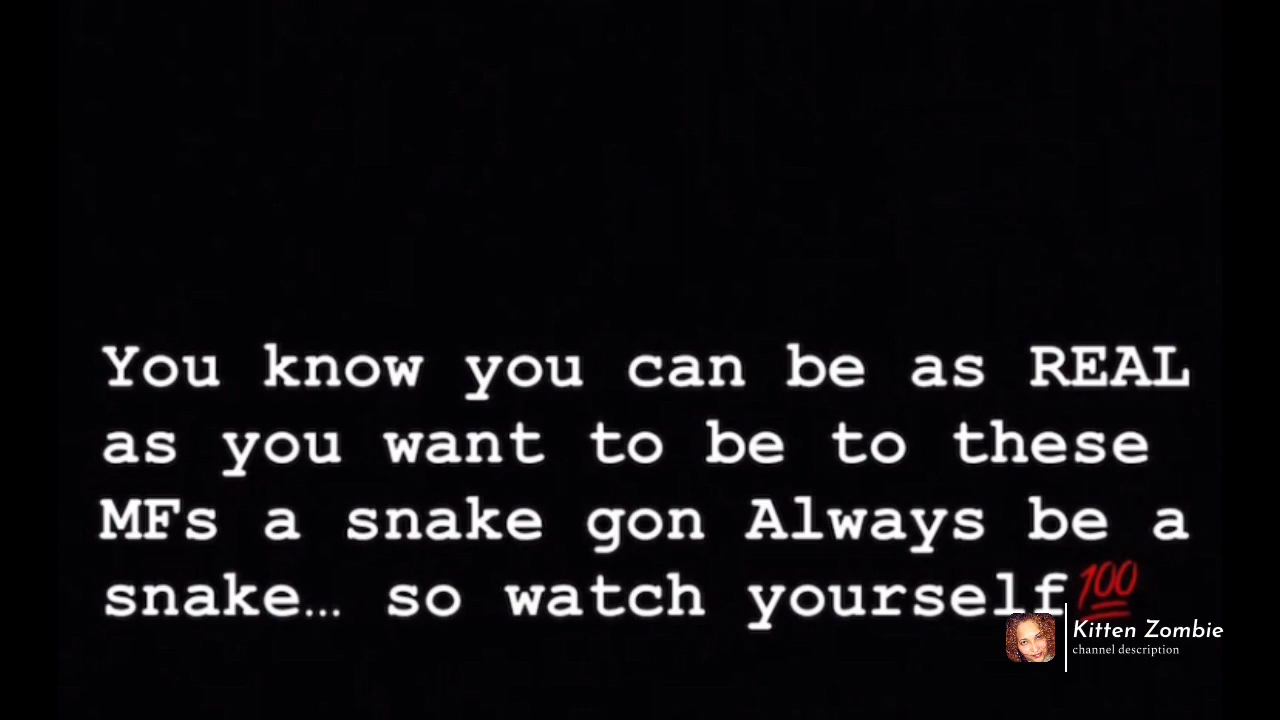 You know you can be as REAL
as you want to be to these
MFs a snake gon Always be a
snake… so watch yourself💯
Kitten Zombie
channel description